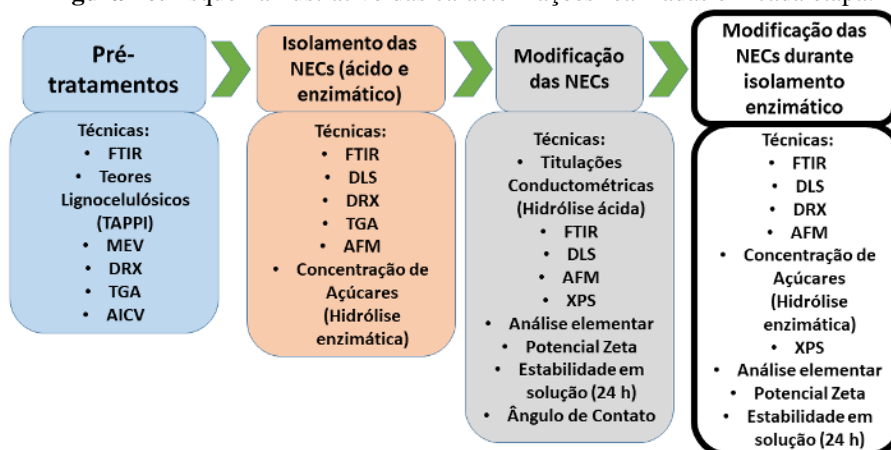 Pré-
tratamentos
Técnicas:
• FTIR
• Teores
Lignocelulósicos
(TAPPI)
• MEV
• DRX
• TGA
• AICV
Isolamento das
NECs (ácido e
enzimático)
Técnicas:
• FTIR
• DLS
• DRX
• TGA
• AFM
• Concentração de
Açúcares
(Hidrólise
enzimática)
Modificação
das NECs
Técnicas:
• Titulações
Conductométricas
(Hidrólise ácida)
• FTIR
• DLS
• AFM
• XPS
• Análise elementar
• Potencial Zeta
• Estabilidade em
solução (24 h)
• Ângulo de Contato
Modificação das
NECs durante
isolamento
enzimático
Técnicas:
• FTIR
• DLS
• DRX
• AFM
• Concentração de
Açúcares
(Hidrólise
enzimática)
• XPS
• Análise elementar
• Potencial Zeta
• Estabilidade em
solução (24 h)